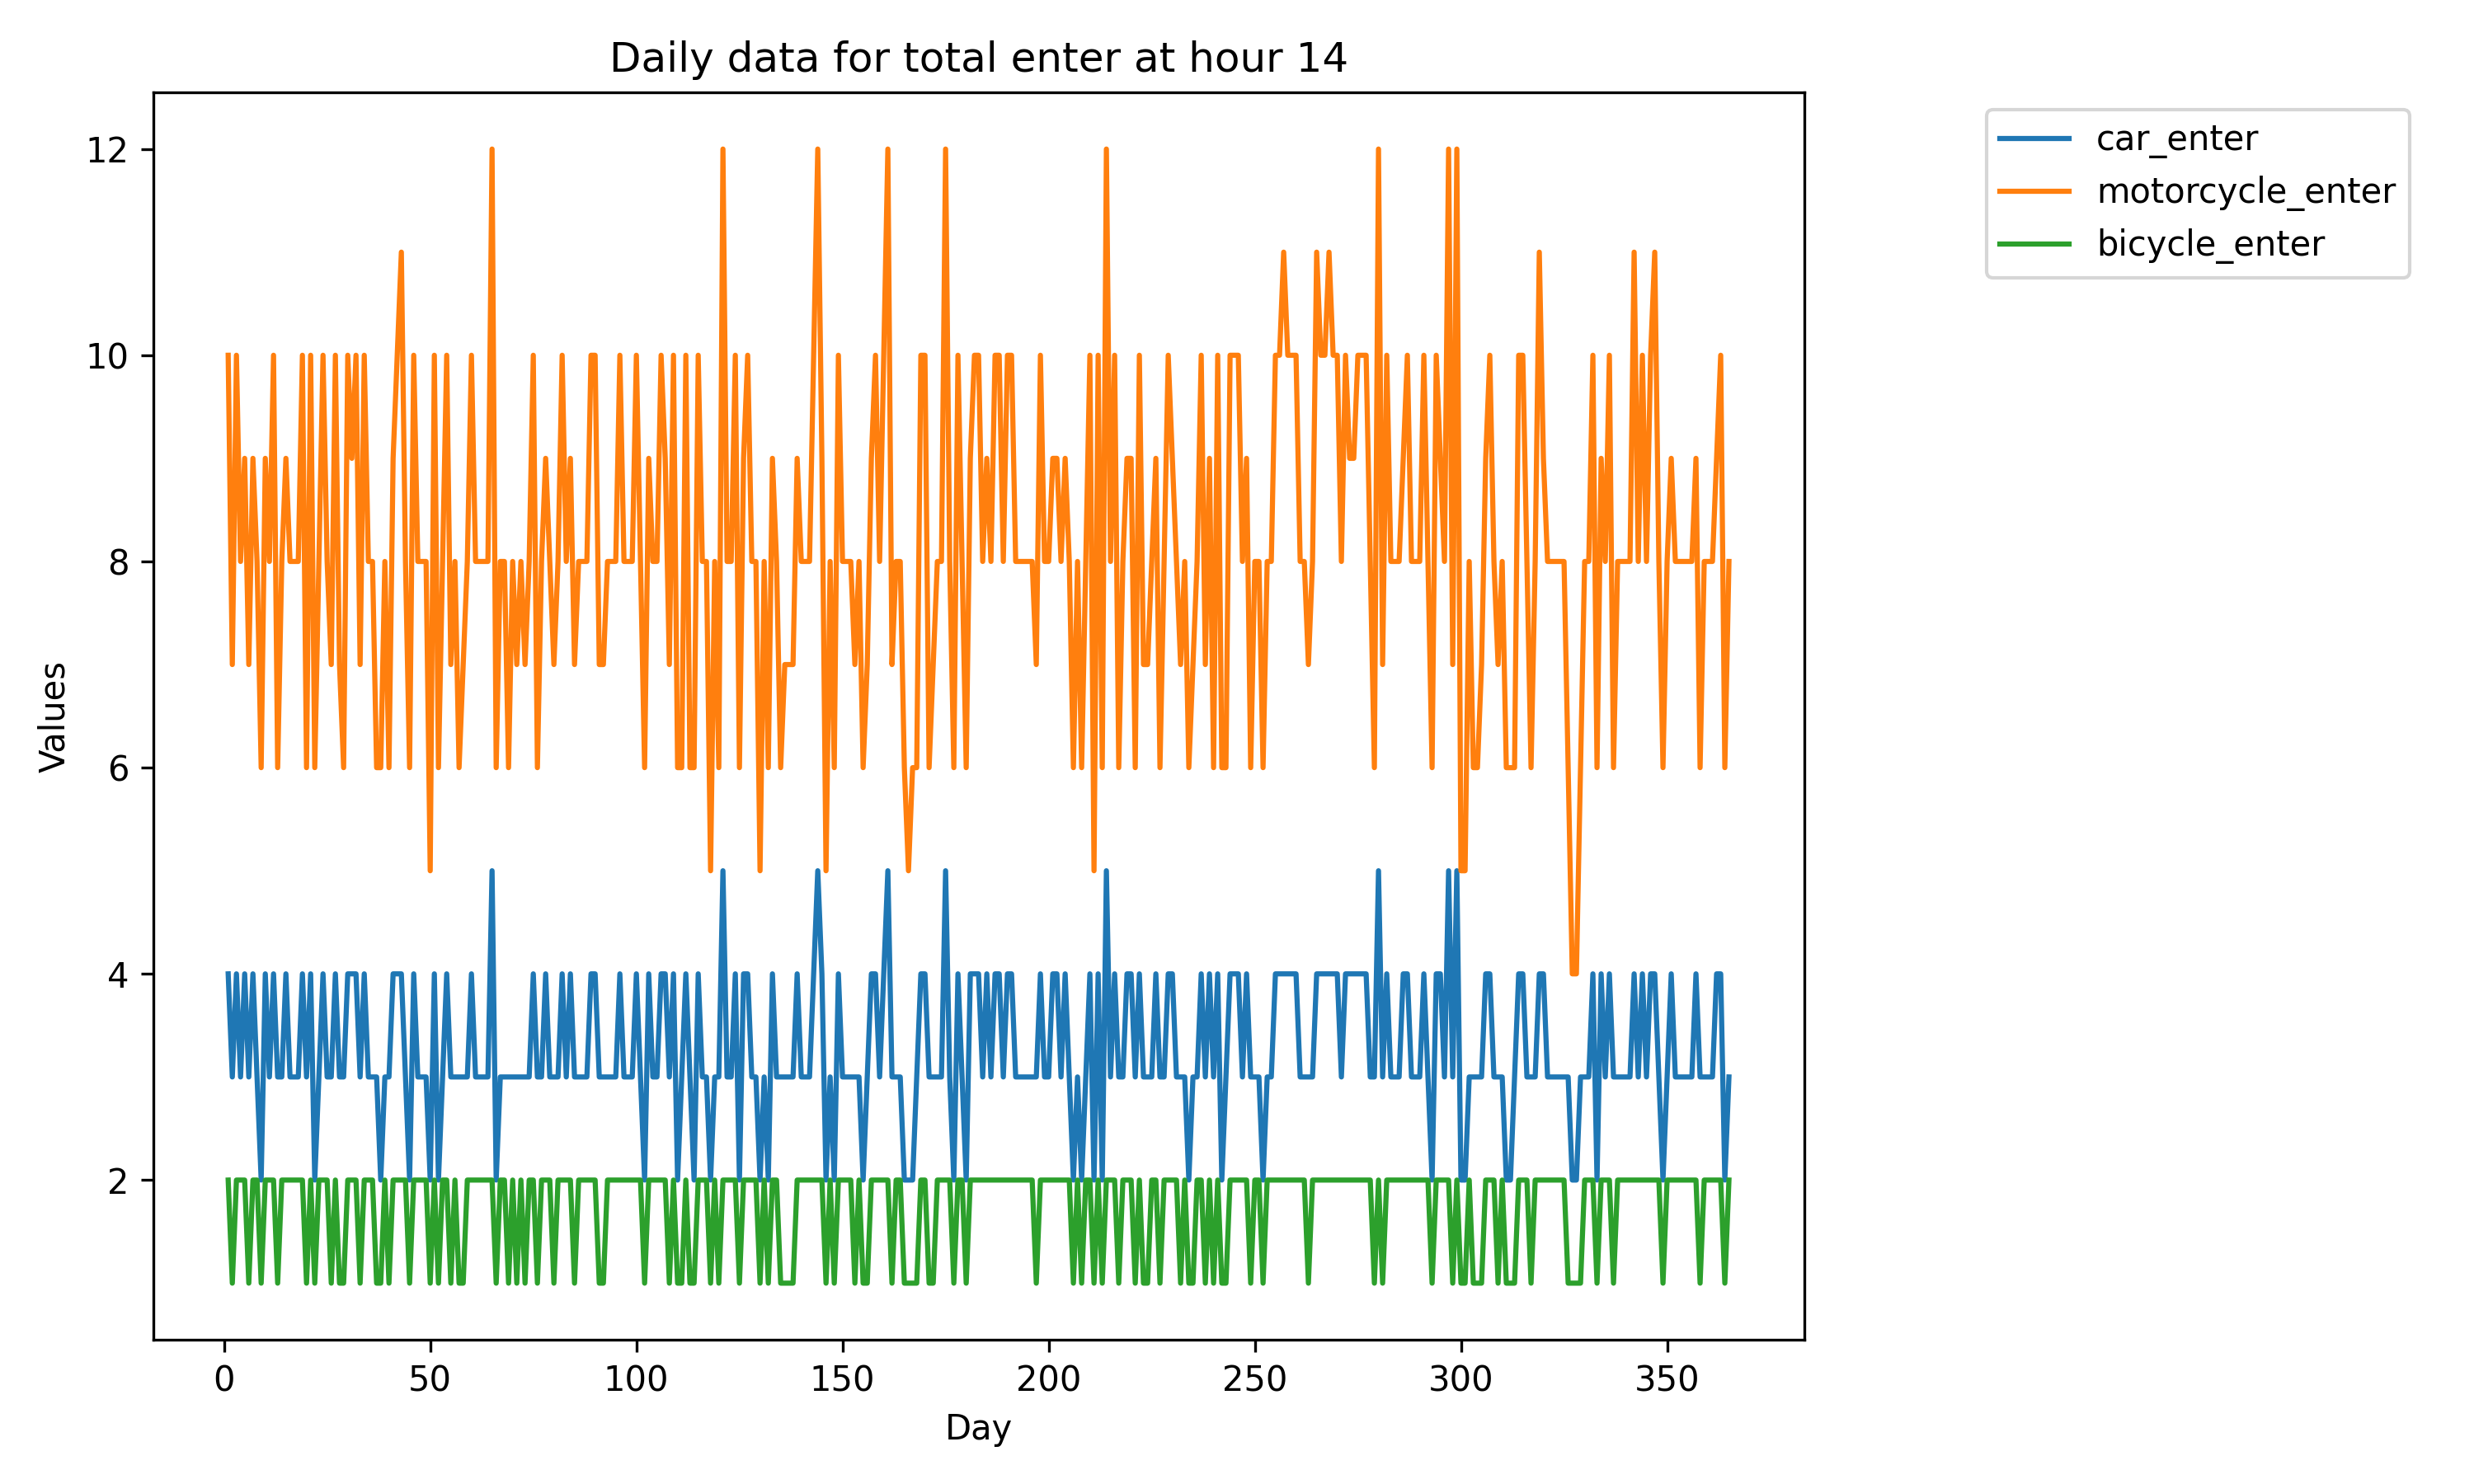 Daily data for total enter at hour 14
car_enter
motorcycle_enter
bicycle_enter
12
10
8
6
4
2
Values
0 50 100 150 200 250 300 350
Day